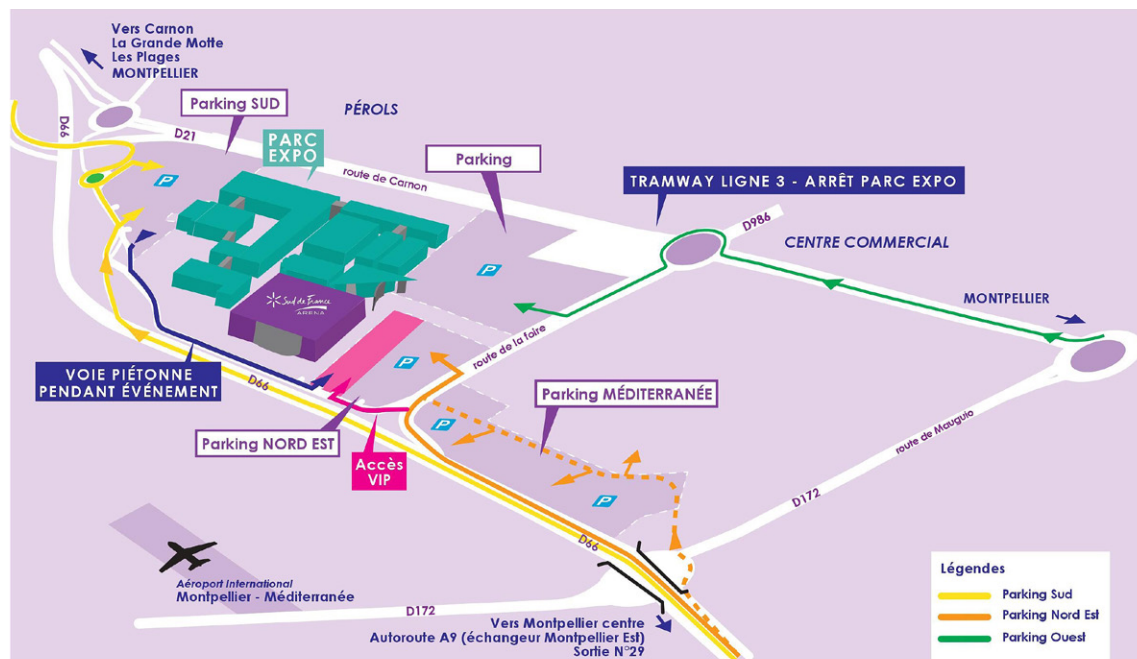 Vers Carnon
La Grande Motte
Les Plages
MONTPELLIER
D66
Parking SUD
PÉROLS
D21
PARC
EXPO
route de Carnon
Parking
TRAMWAY LIGNE 3 - ARRÊT PARC EXPO
D986
CENTRE COMMERCIAL
P
P
MONTPELLIER
Sud de France
ARENA
route de la foire
VOIE PIÉTONNE
PENDANT ÉVÉNEMENT
D66
P
Parking MÉDITERRANÉE
Parking NORD EST
P
Accès
VIP
route de Mauguio
P
D172
D66
Aéroport International
Montpellier - Méditerranée
D172
Vers Montpellier centre
Autoroute A9 (échangeur Montpellier Est)
Sortie N°29
Légendes
Parking Sud
Parking Nord Est
Parking Ouest